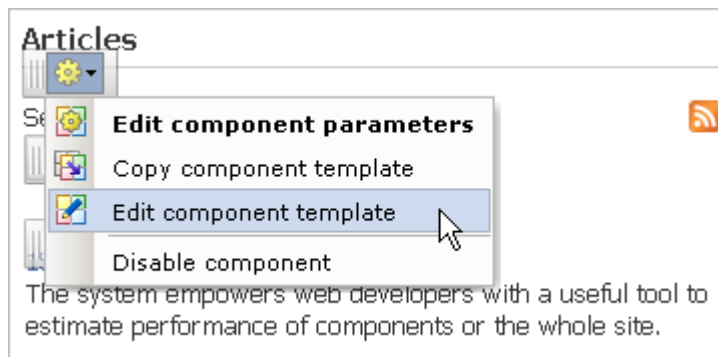 Articles
Se
Edit component parameters
Copy component template
Edit component template
Disable component
The system empowers web developers with a useful tool to
estimate performance of components or the whole site.